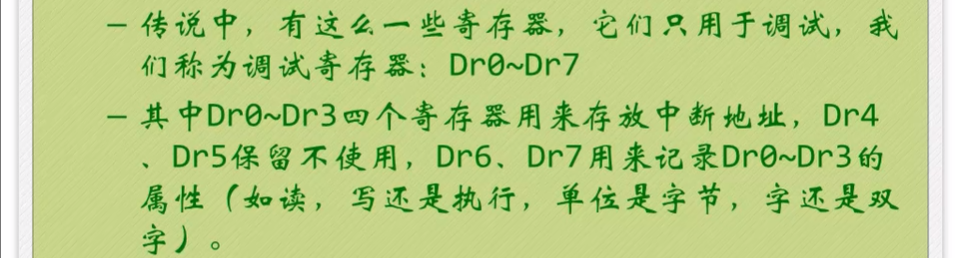 – 传说中，有这么一些寄存器，它们只用于调试，我
们称为调试寄存器：Dr0~Dr7
– 其中Dr0~Dr3四个寄存器用来存放中断地址，Dr4
、Dr5保留不使用，Dr6、Dr7用来记录Dr0~Dr3的
属性（如读，写还是执行，单位是字节，字还是双
字）。